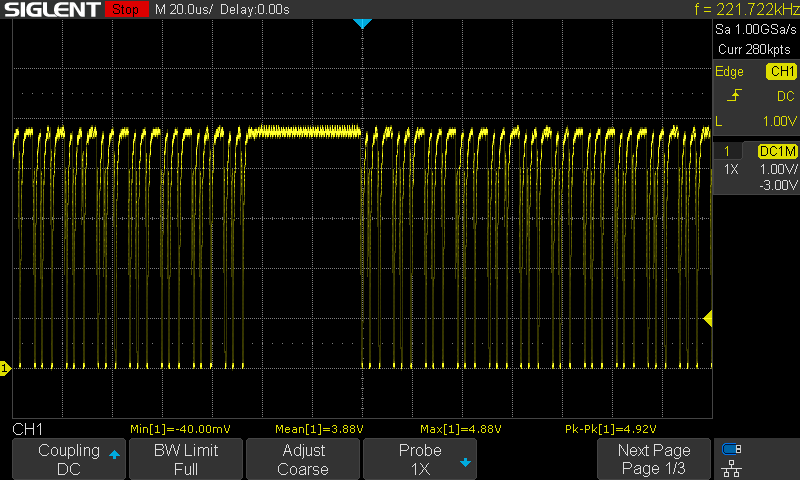 SIGLENT Stop M 20.0us/ Delay:0.00s f = 221.722kHz
Sa 1.00GSa/s
Curr 280kpts
Edge CH1
DC
L 1.00V
1 DC1M
1X 1.00V/
-3.00V
1
CH1 Min[1]=-40.00mV Mean[1]=3.88V Max[1]=4.88V Pk-Pk[1]=4.92V
Coupling BW Limit Adjust Probe Next Page
DC Full Coarse 1X Page 1/3